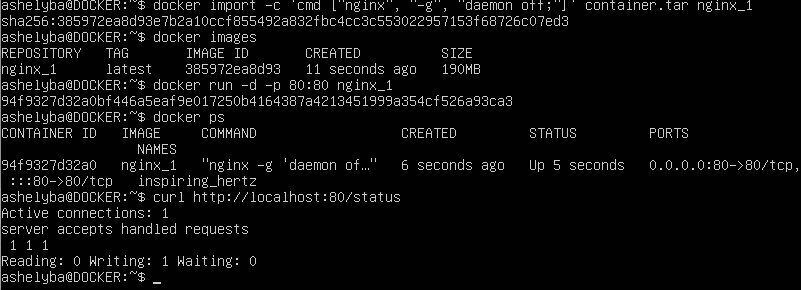 ashelyba@DOCKER:~$ docker import -c 'cmd ["nginx", "-g", "daemon off;"]' container.tar nginx_1
sha256:385972ea8d93e7b2a10ccf855492a832fbc4cc3c553022957153f68726c07ed3
ashelyba@DOCKER:~$ docker images
REPOSITORY   TAG       IMAGE ID       CREATED          SIZE
nginx_1      latest    385972ea8d93   11 seconds ago   190MB
ashelyba@DOCKER:~$ docker run -d -p 80:80 nginx_1
94f9327d32a0bf446a5eaf9e017250b4164387a4213451999a354cf526a93ca3
ashelyba@DOCKER:~$ docker ps
CONTAINER ID   IMAGE     COMMAND                  CREATED         STATUS         PORTS
               NAMES
94f9327d32a0   nginx_1   "nginx -g 'daemon of…"   6 seconds ago   Up 5 seconds   0.0.0.0:80->80/tcp,
 :::80->80/tcp   inspiring_hertz
ashelyba@DOCKER:~$ curl http://localhost:80/status
Active connections: 1
server accepts handled requests
 1 1 1
Reading: 0 Writing: 1 Waiting: 0
ashelyba@DOCKER:~$ _